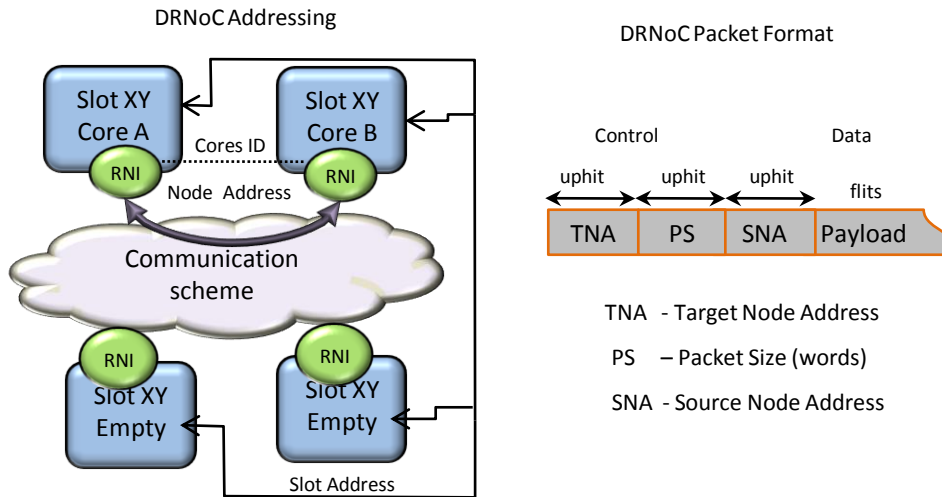 DRNoC Addressing
Slot XY
Core A
Slot XY
Core B
Cores ID
RNI
RNI
Node Address
Communication
scheme
RNI
RNI
Slot XY
Empty
Slot XY
Empty
Slot Address
DRNoC Packet Format
Control
Data
uphit
uphit
uphit
flits
TNA
PS
SNA
Payload
TNA - Target Node Address
PS – Packet Size (words)
SNA - Source Node Address